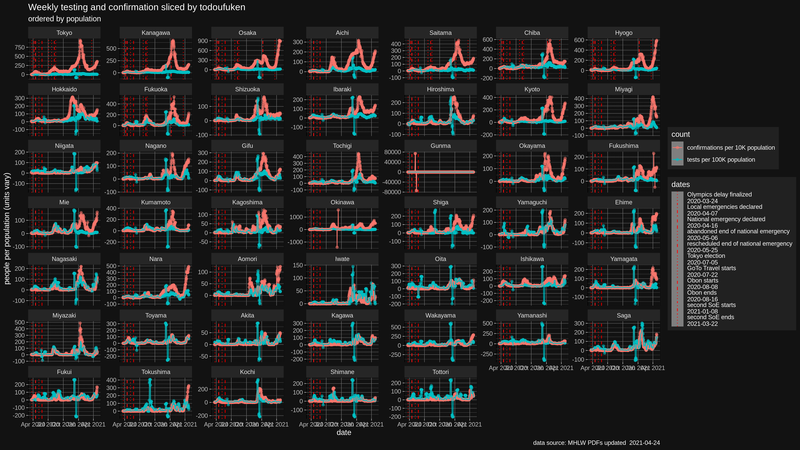 Weekly testing and confirmation sliced by todoufuken
ordered by population
Tokyo
Kanagawa
Osaka
Aichi
Saitama
Chiba
Hyogo
Hokkaido
Fukuoka
Shizuoka
Ibaraki
Hiroshima
Kyoto
Miyagi
Niigata
Nagano
Gifu
Tochigi
Gunma
Okayama
Fukushima
Mie
Kumamoto
Kagoshima
Okinawa
Shiga
Yamaguchi
Ehime
Nagasaki
Nara
Aomori
Iwate
Oita
Ishikawa
Yamagata
Miyazaki
Toyama
Akita
Kagawa
Wakayama
Yamanashi
Saga
Fukui
Tokushima
Kochi
Shimane
Tottori
people per population (units vary)
date
count
confirmations per 10K population
tests per 100K population
dates
Olympics delay finalized
2020-03-24
Local emergencies declared
2020-04-07
National emergency declared
2020-04-16
abandoned end of national emergency
2020-05-06
rescheduled end of national emergency
2020-05-25
Tokyo election
2020-07-05
GoTo Travel starts
2020-07-22
Obon starts
2020-08-08
Obon ends
2020-08-16
second SoE starts
2021-01-08
second SoE ends
2021-03-22
data source: MHLW PDFs updated 2021-04-24